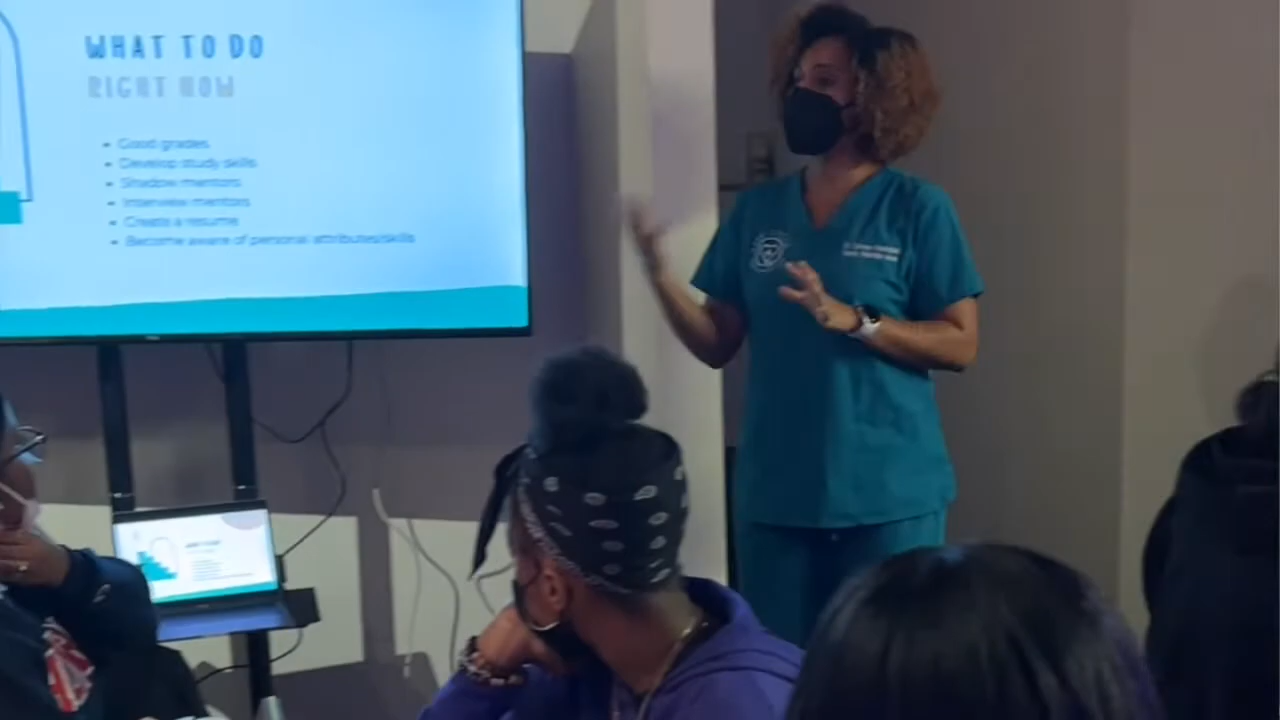 WHAT TO DO
RIGHT NOW
Good grades
Develop study skills
Shadow mentors
Interview mentors
Create a resume
Become aware of personal attributes/skills